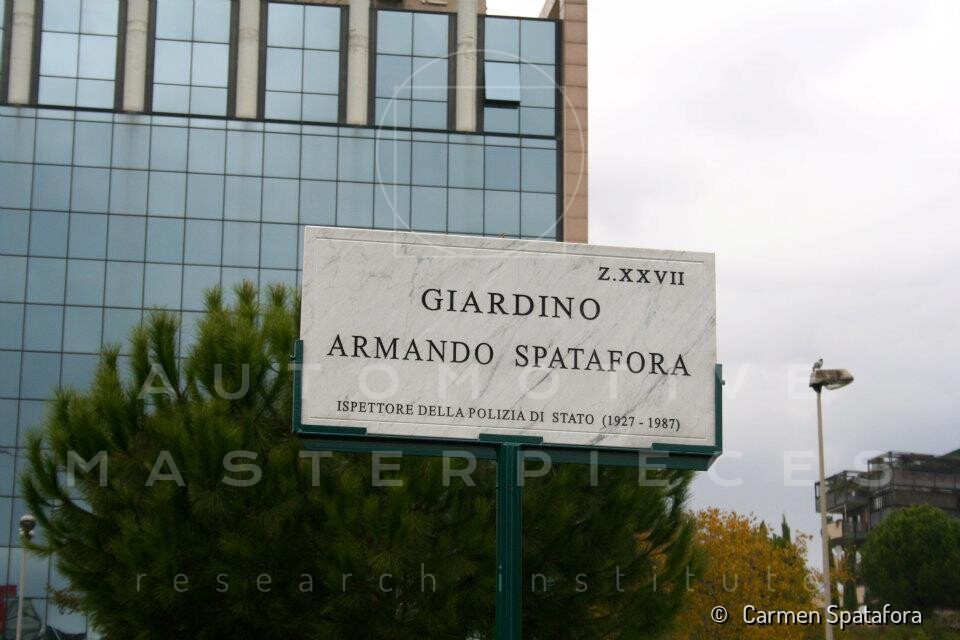 Z.XXVII
GIARDINO
ARMANDO SPATAFORA
ISPETTORE DELLA POLIZIA DI STATO (1927 - 1987)
AUTOMOTIVE
MASTERPIECES
research institute
© Carmen Spatafora